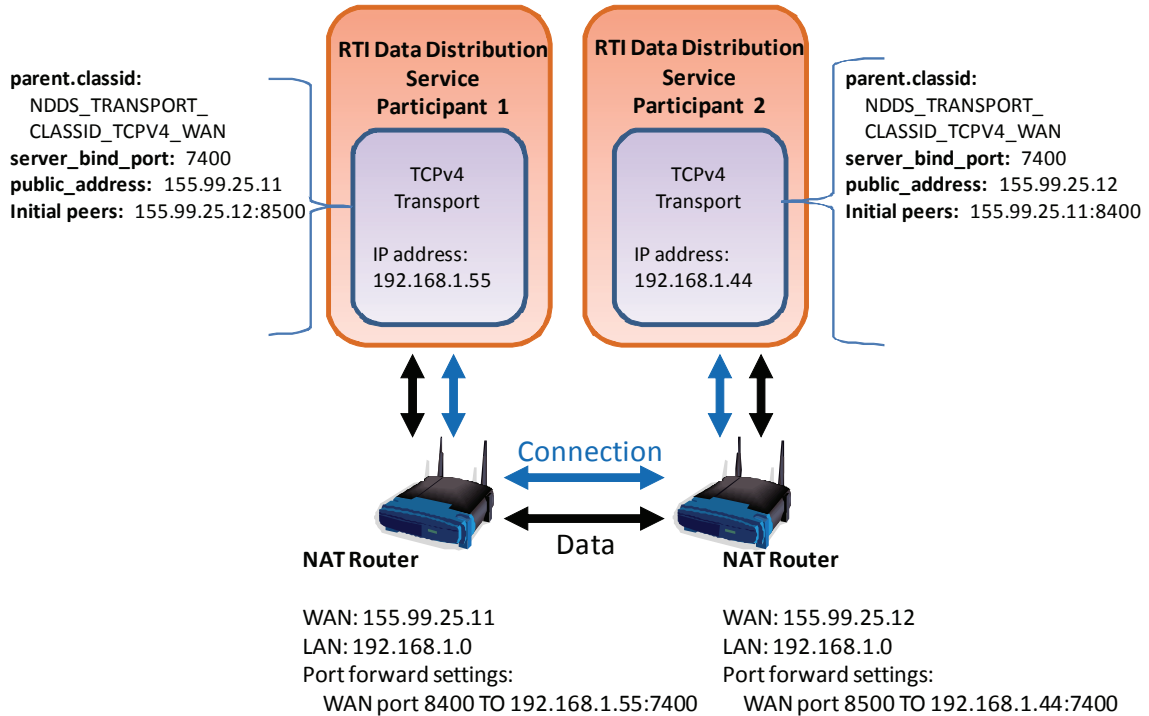 RTI Data Distribution
Service
Participant 1
TCPv4
Transport
IP address:
192.168.1.55
RTI Data Distribution
Service
Participant 2
TCPv4
Transport
IP address:
192.168.1.44
parent.classid:
NDDS_TRANSPORT_
CLASSID_TCPV4_WAN
server_bind_port: 7400
public_address: 155.99.25.11
Initial peers: 155.99.25.12:8500
parent.classid:
NDDS_TRANSPORT_
CLASSID_TCPV4_WAN
server_bind_port: 7400
public_address: 155.99.25.12
Initial peers: 155.99.25.11:8400
Connection
Data
NAT Router
WAN: 155.99.25.11
LAN: 192.168.1.0
Port forward settings:
WAN port 8400 TO 192.168.1.55:7400
NAT Router
WAN: 155.99.25.12
LAN: 192.168.1.0
Port forward settings:
WAN port 8500 TO 192.168.1.44:7400